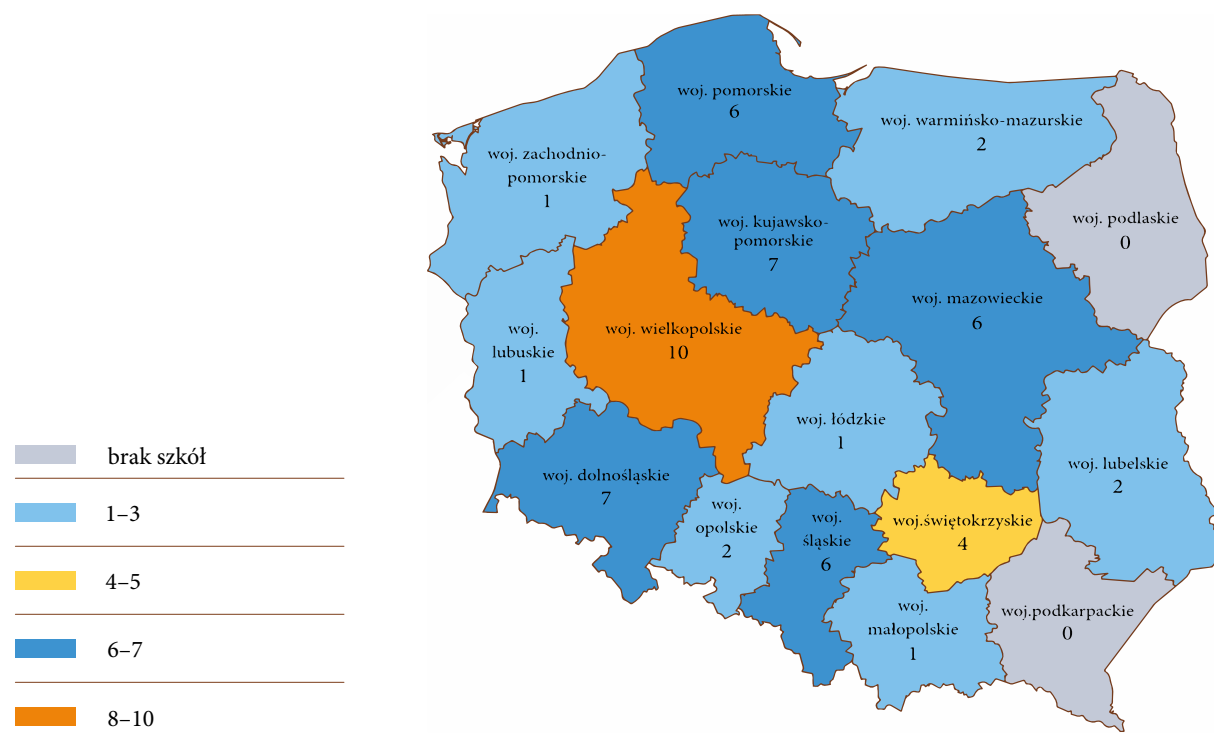 woj. pomorskie
6
woj. warmińsko-mazurskie
2
woj. zachodnio-
pomorskie
1
woj. podlaskie
0
woj. kujawsko-
pomorskie
7
woj. mazowieckie
6
woj. wielkopolskie
10
woj.
lubuskie
1
woj. łódzkie
1
woj. lubelskie
2
woj. dolnośląskie
7
woj.
opolskie
2
woj.
śląskie
6
woj.świętokrzyskie
4
woj.
małopolskie
1
woj.podkarpackie
0
brak szkół
1–3
4–5
6–7
8–10